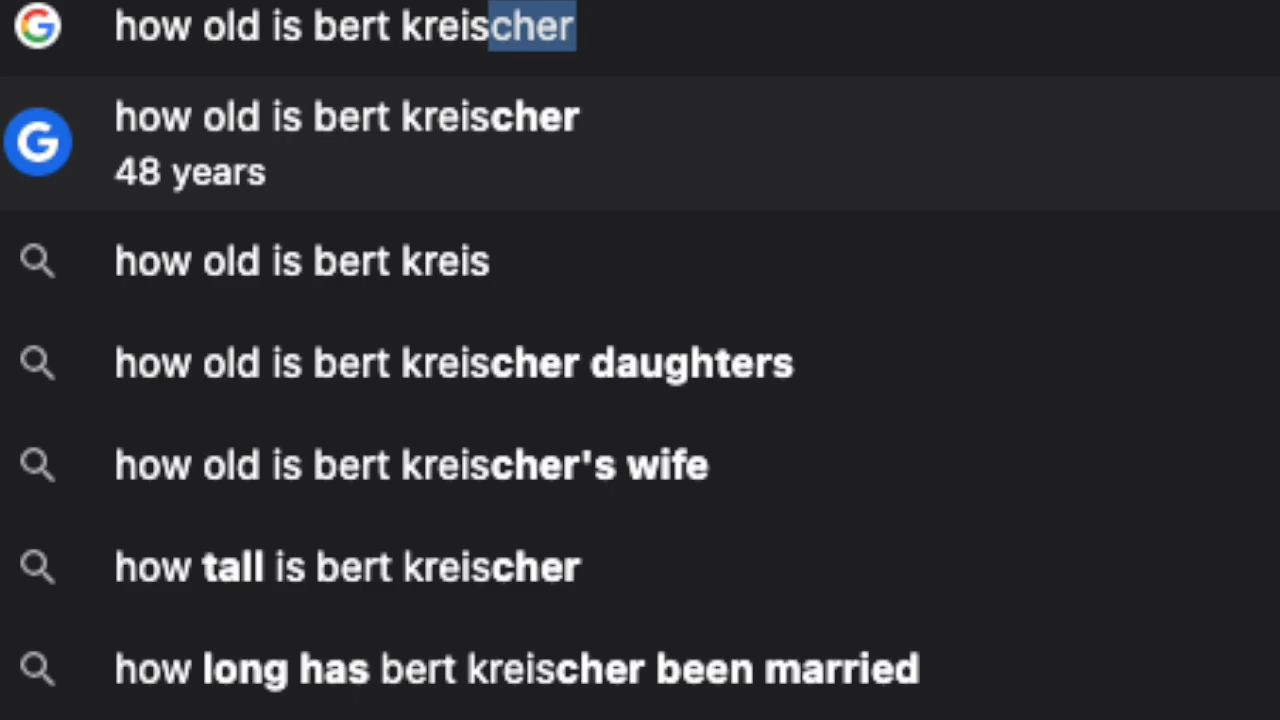 how old is bert kreischer
how old is bert kreischer
48 years
how old is bert kreis
how old is bert kreischer daughters
how old is bert kreischer's wife
how tall is bert kreischer
how long has bert kreischer been married